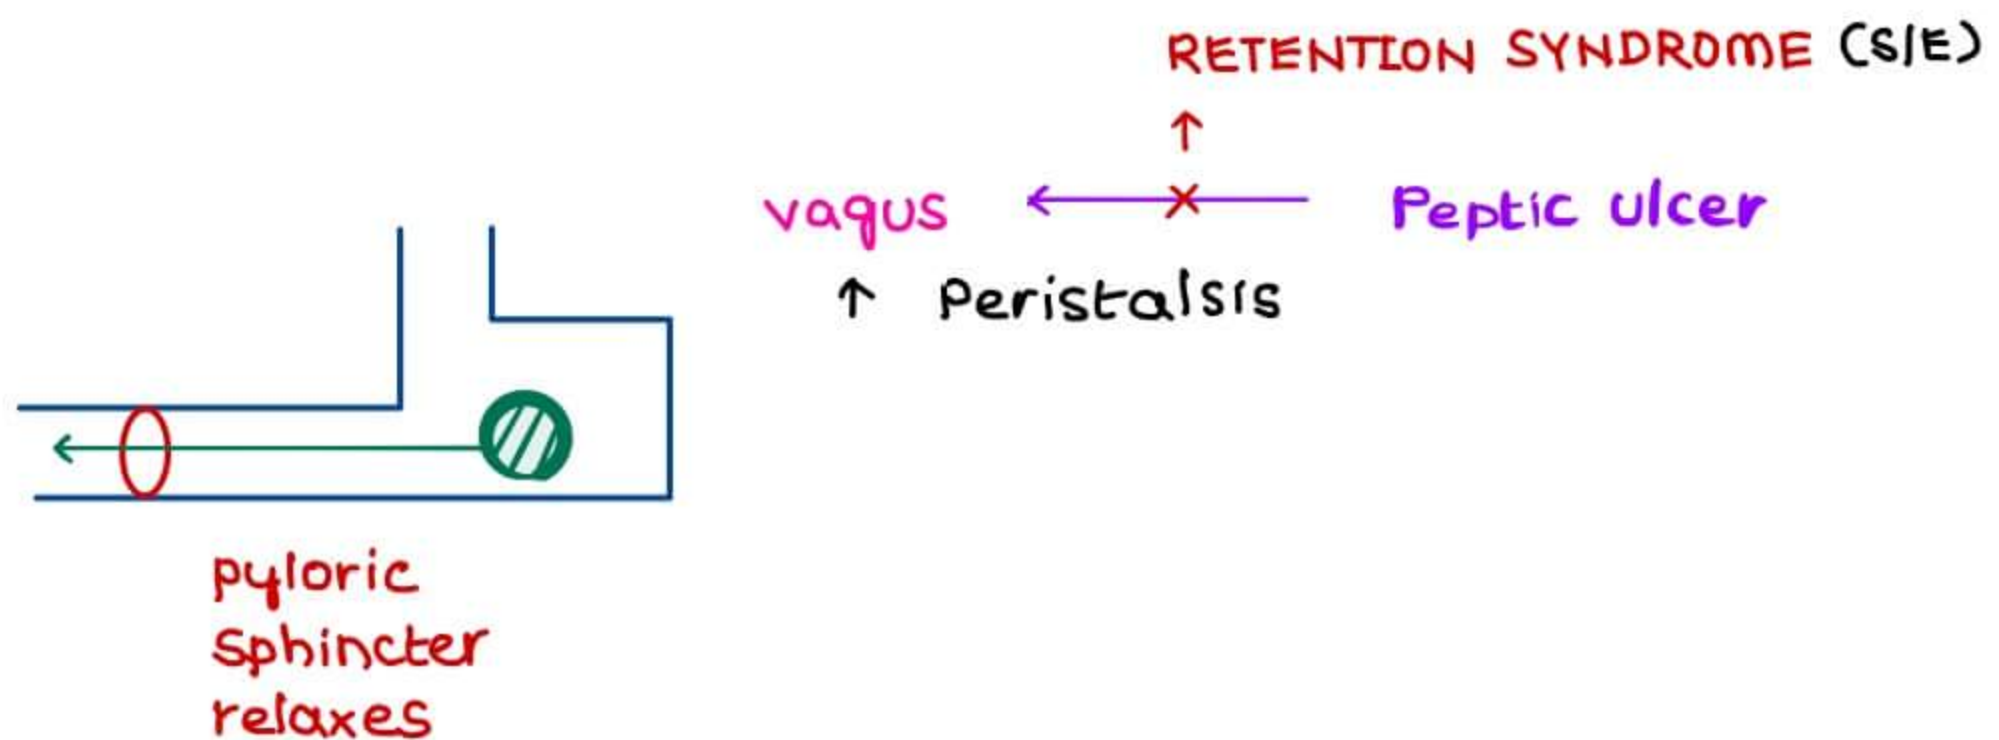 RETENTION SYNDROME (S/E)
↑
vagus ← × Peptic ulcer
↑ Peristalsis
pyloric
Sphincter
relaxes